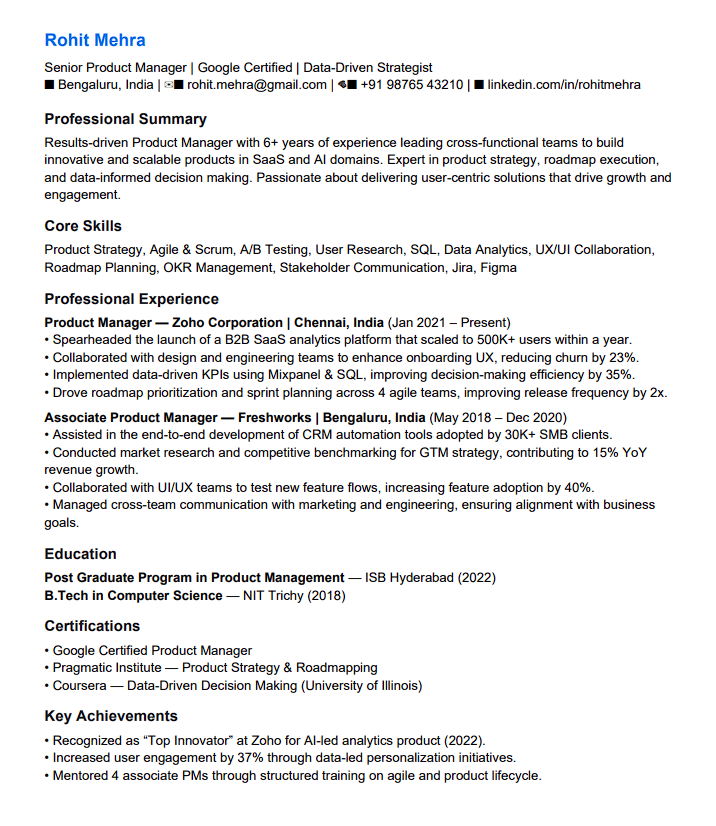 Rohit Mehra
Senior Product Manager | Google Certified | Data-Driven Strategist
■ Bengaluru, India | ✉■ rohit.mehra@gmail.com | ✎■ +91 98765 43210 | ■ linkedin.com/in/rohitmehra
Professional Summary
Results-driven Product Manager with 6+ years of experience leading cross-functional teams to build
innovative and scalable products in SaaS and AI domains. Expert in product strategy, roadmap execution,
and data-informed decision making. Passionate about delivering user-centric solutions that drive growth and
engagement.
Core Skills
Product Strategy, Agile & Scrum, A/B Testing, User Research, SQL, Data Analytics, UX/UI Collaboration,
Roadmap Planning, OKR Management, Stakeholder Communication, Jira, Figma
Professional Experience
Product Manager — Zoho Corporation | Chennai, India (Jan 2021 – Present)
• Spearheaded the launch of a B2B SaaS analytics platform that scaled to 500K+ users within a year.
• Collaborated with design and engineering teams to enhance onboarding UX, reducing churn by 23%.
• Implemented data-driven KPIs using Mixpanel & SQL, improving decision-making efficiency by 35%.
• Drove roadmap prioritization and sprint planning across 4 agile teams, improving release frequency by 2x.
Associate Product Manager — Freshworks | Bengaluru, India (May 2018 – Dec 2020)
• Assisted in the end-to-end development of CRM automation tools adopted by 30K+ SMB clients.
• Conducted market research and competitive benchmarking for GTM strategy, contributing to 15% YoY
revenue growth.
• Collaborated with UI/UX teams to test new feature flows, increasing feature adoption by 40%.
• Managed cross-team communication with marketing and engineering, ensuring alignment with business
goals.
Education
Post Graduate Program in Product Management — ISB Hyderabad (2022)
B.Tech in Computer Science — NIT Trichy (2018)
Certifications
• Google Certified Product Manager
• Pragmatic Institute — Product Strategy & Roadmapping
• Coursera — Data-Driven Decision Making (University of Illinois)
Key Achievements
• Recognized as “Top Innovator” at Zoho for AI-led analytics product (2022).
• Increased user engagement by 37% through data-led personalization initiatives.
• Mentored 4 associate PMs through structured training on agile and product lifecycle.